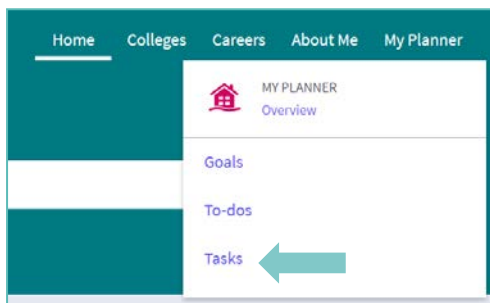 Home Colleges Careers About Me My Planner
MY PLANNER
Overview
Goals
To-dos
Tasks